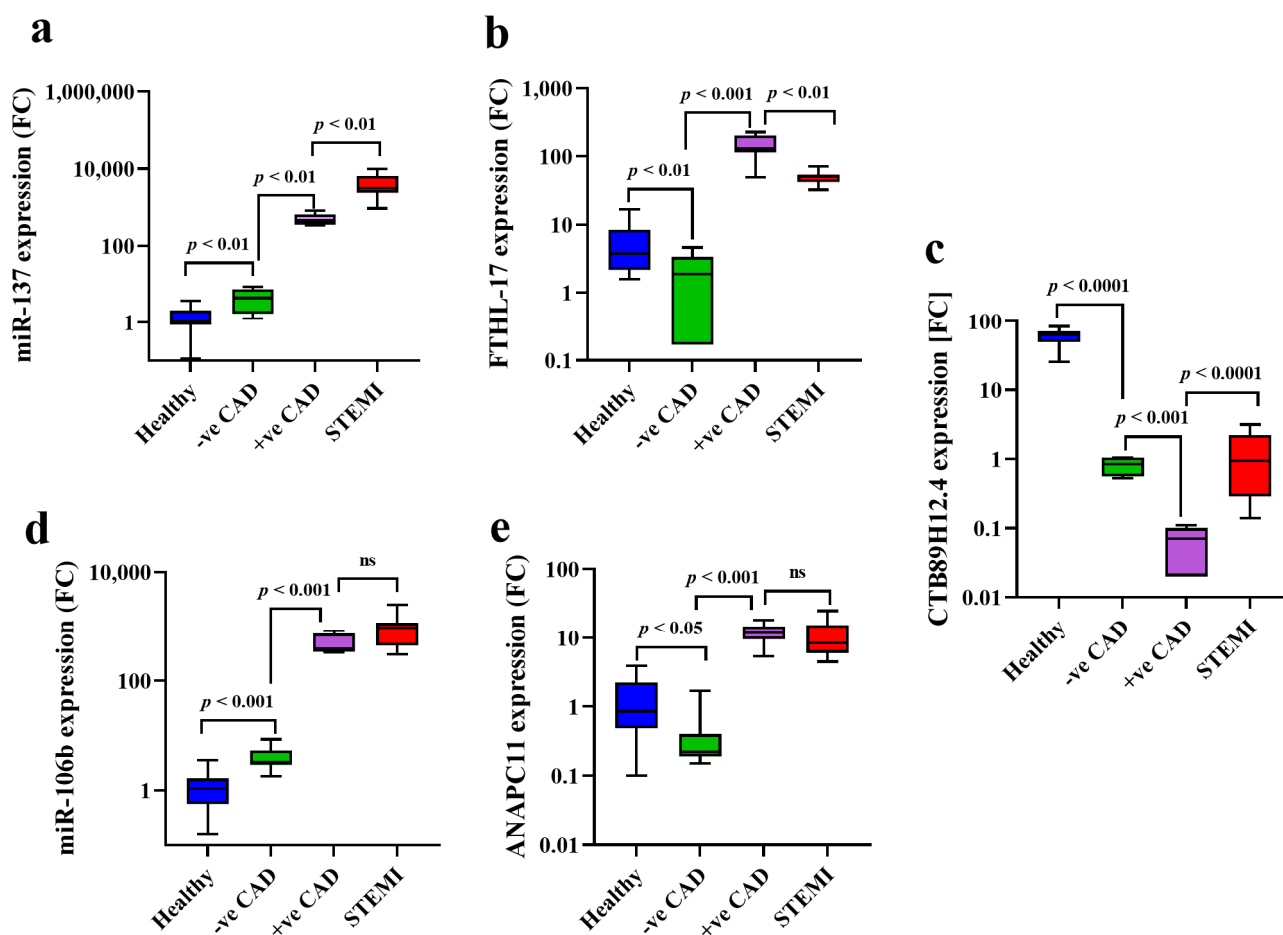 a
miR-137 expression (FC)
1,000,000
10,000
100
1
p < 0.01
p < 0.01
p < 0.01
Healthy
-ve CAD
+ve CAD
STEMI
b
FTHL-17 expression (FC)
1,000
100
10
1
0.1
p < 0.01
p < 0.001
p < 0.01
Healthy
-ve CAD
+ve CAD
STEMI
c
CTB89H12.4 expression [FC]
100
10
1
0.1
0.01
p < 0.0001
p < 0.001
p < 0.0001
Healthy
-ve CAD
+ve CAD
STEMI
d
miR-106b expression (FC)
10,000
100
1
p < 0.001
p < 0.001
ns
Healthy
-ve CAD
+ve CAD
STEMI
e
ANAPC11 expression (FC)
100
10
1
0.1
0.01
p < 0.05
p < 0.001
ns
Healthy
-ve CAD
+ve CAD
STEMI